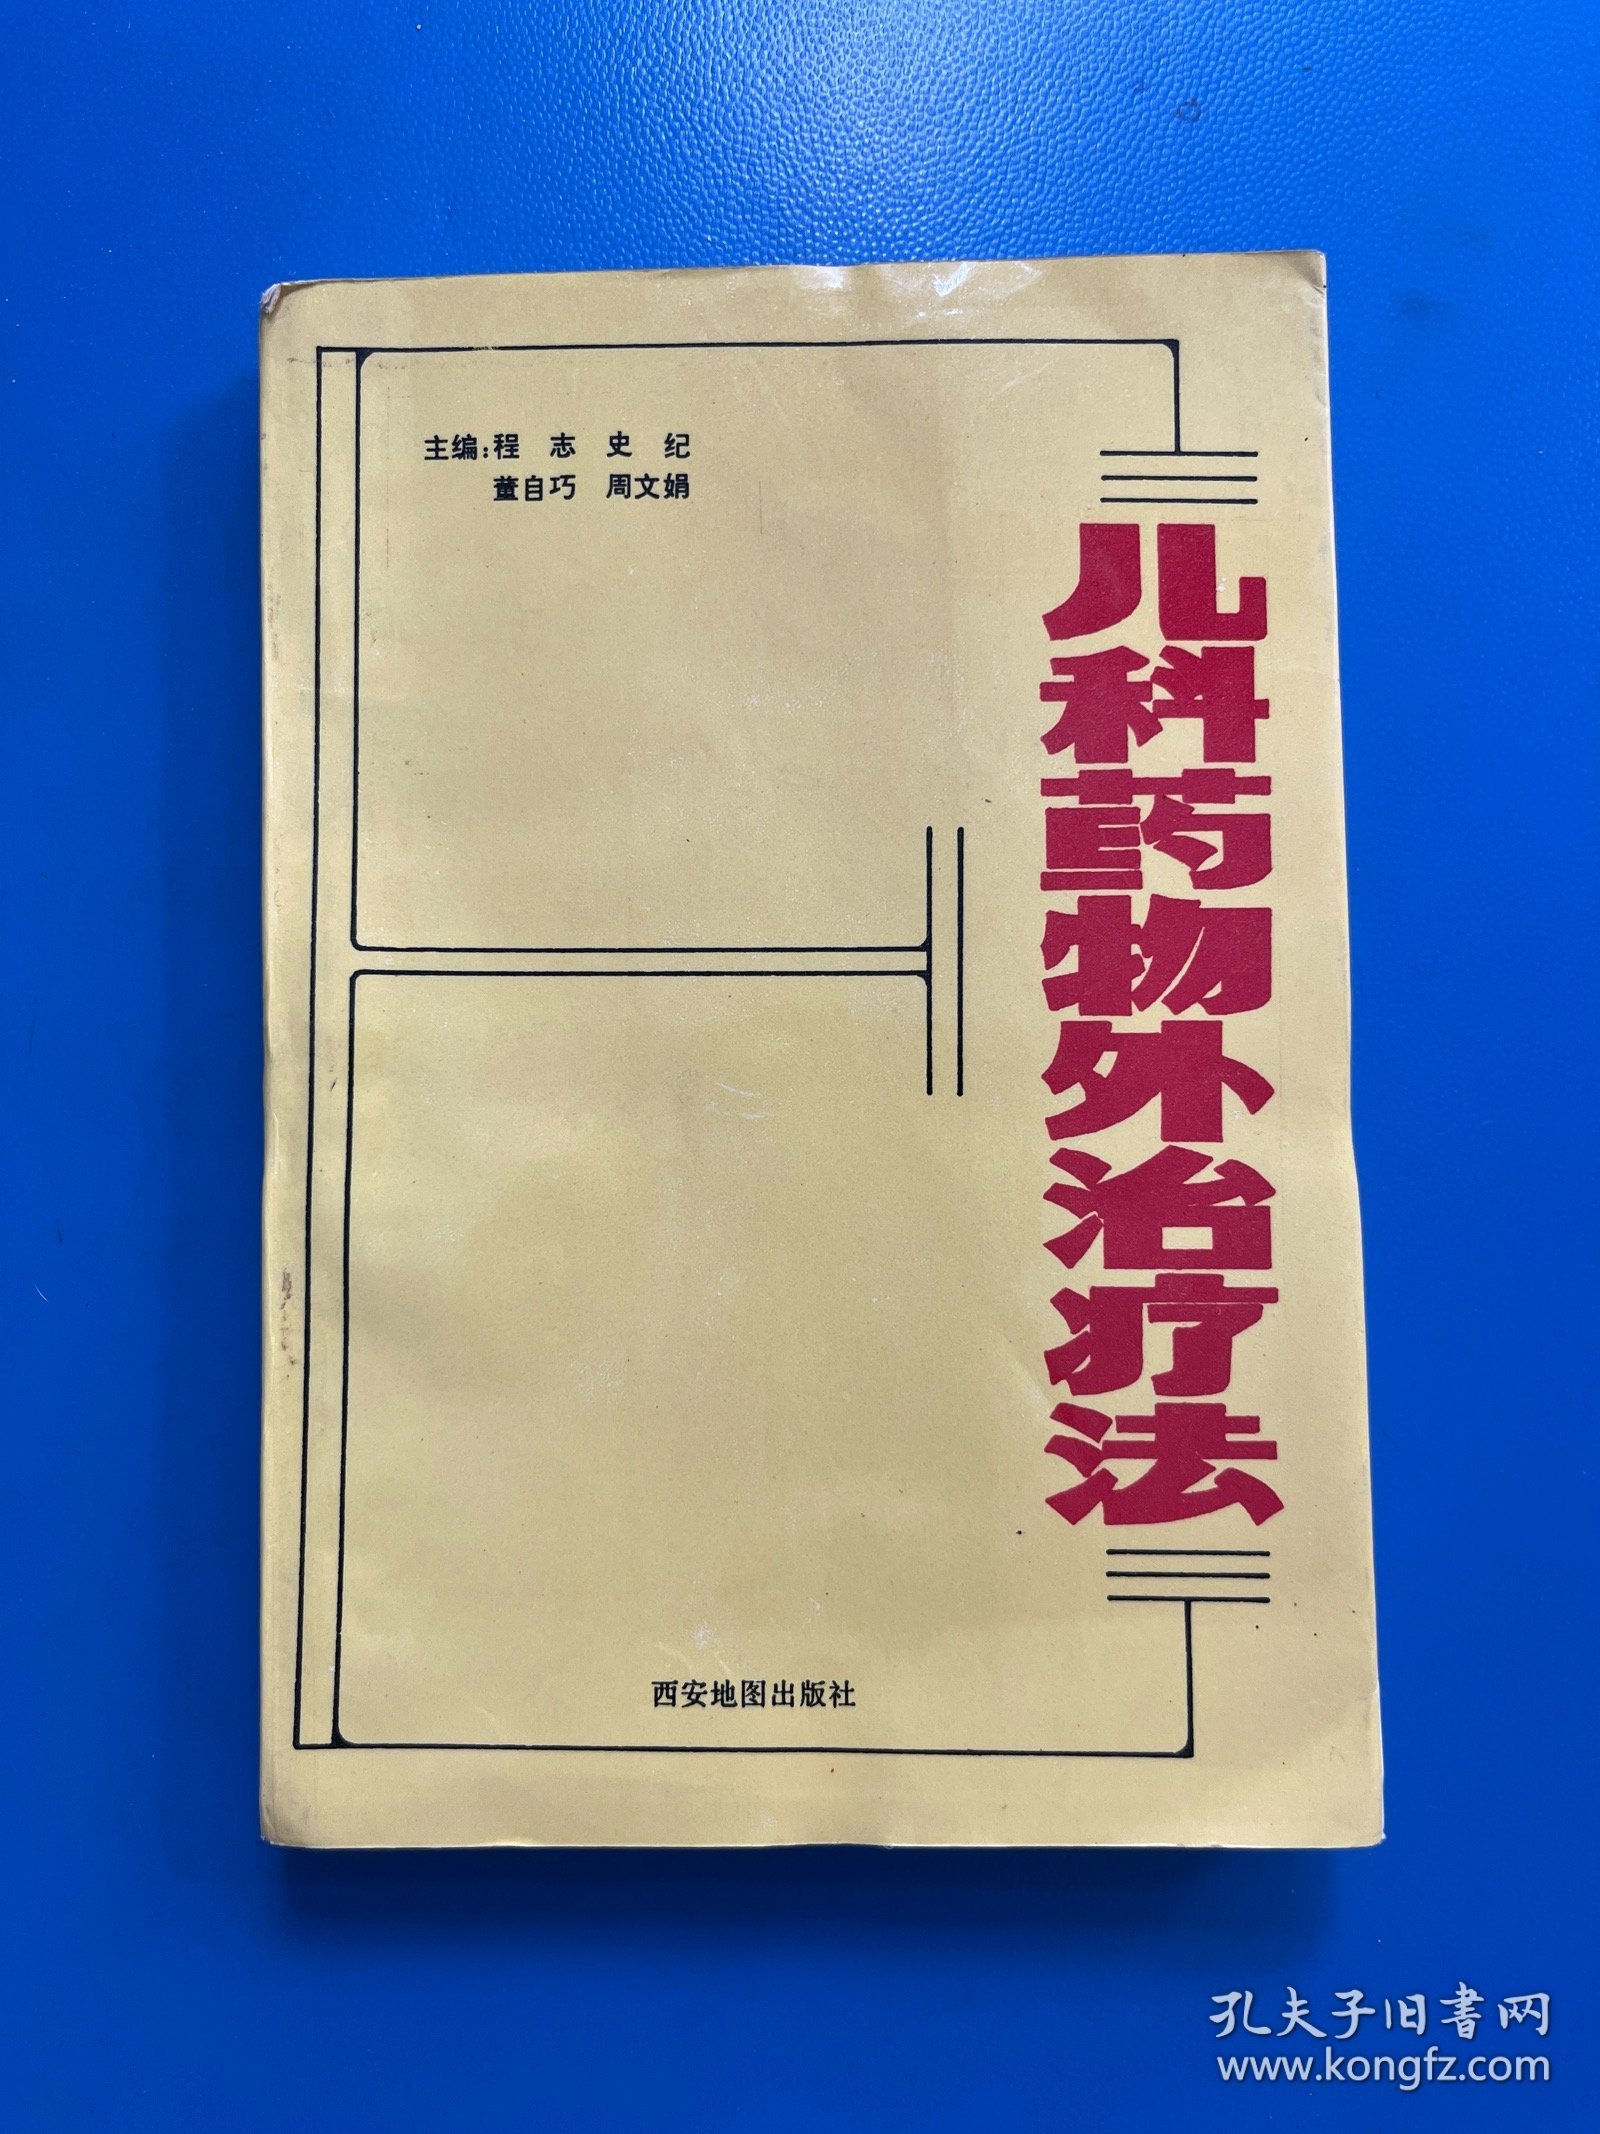 主编:程 志 史 纪
董自巧 周文娟
儿科药物外治疗法
西安地图出版社
孔夫子旧書网
www.kongfz.com